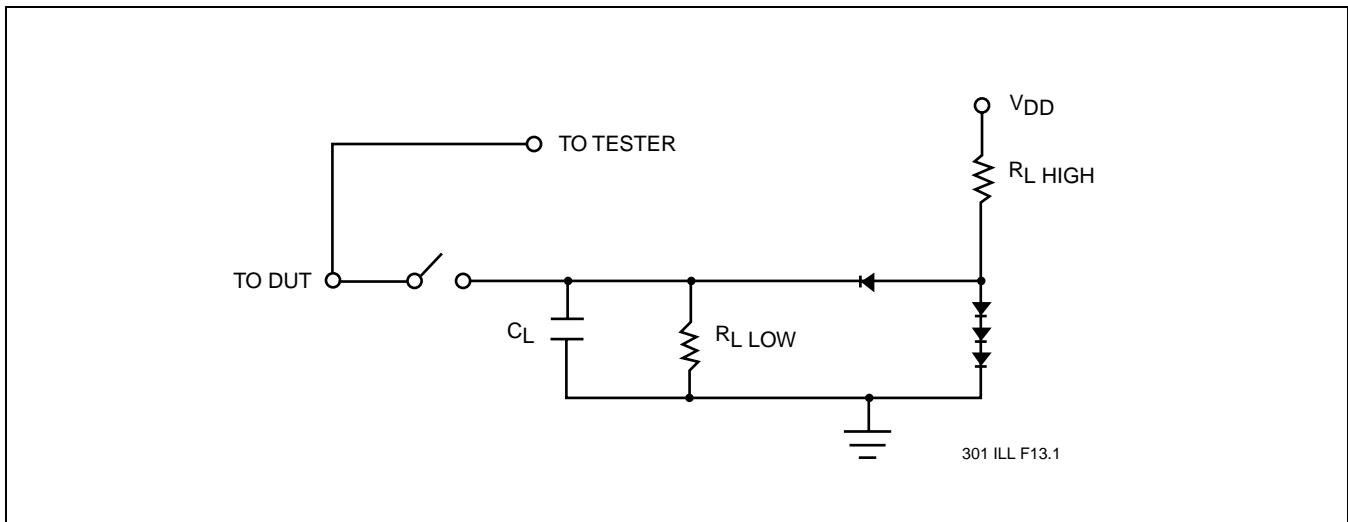 VDD
TO TESTER
RL HIGH
TO DUT
CL
RL LOW
301 ILL F13.1